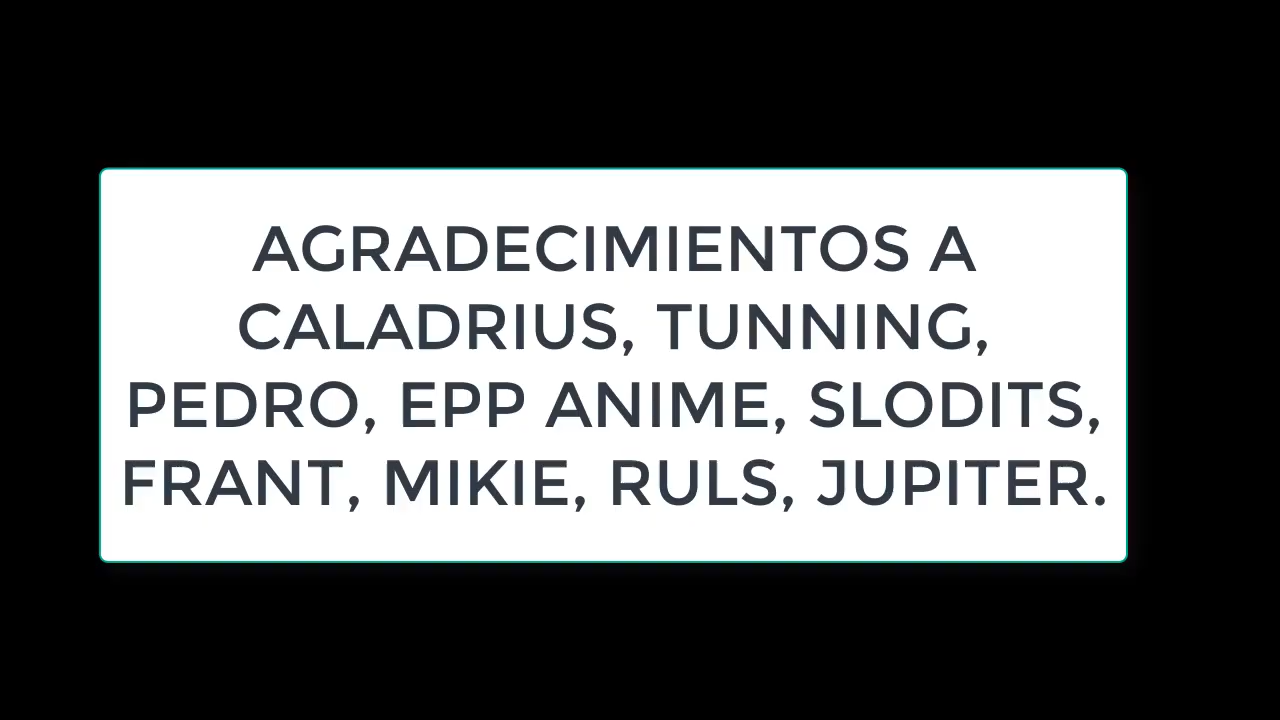 AGRADECIMIENTOS A
CALADRIUS, TUNNING,
PEDRO, EPP ANIME, SLODITS,
FRANT, MIKIE, RULS, JUPITER.